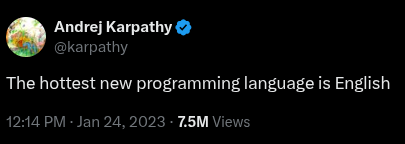 Andrej Karpathy
@karpathy
The hottest new programming language is English
12:14 PM · Jan 24, 2023 · 7.5M Views